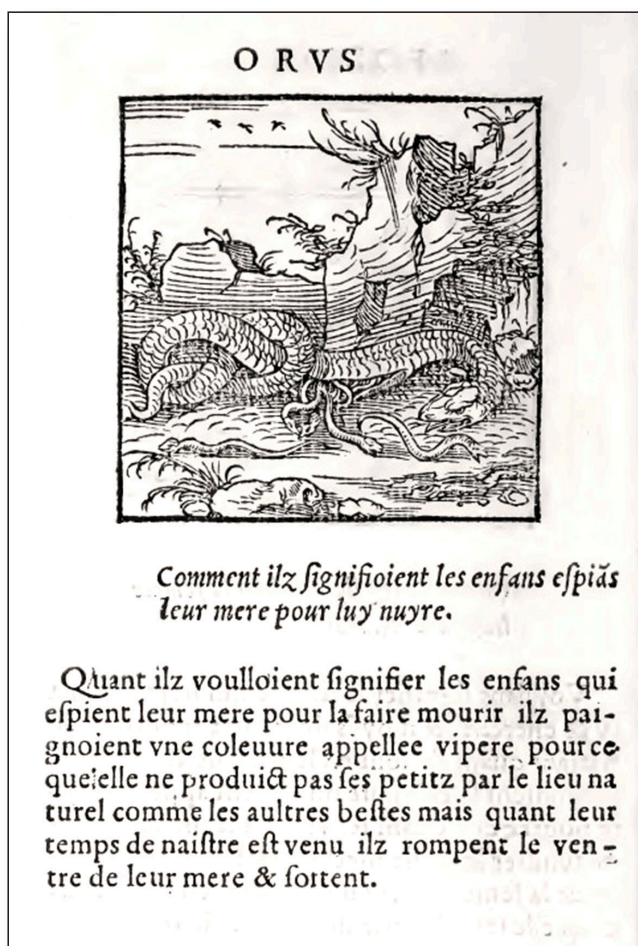 ORVS
Comment ilz ſignifioient les enfans eſpiãs
leur mere pour luy nuyre.
Quant ilz voulloient ſignifier les enfans qui
eſpient leur mere pour la faire mourir ilz pai-
gnoient vne coleuure appellee vipere pource
que elle ne produict pas ſes petitz par le lieu na
turel comme les aultres beſtes mais quant leur
temps de naiſtre eſt venu ilz rompent le ven-
tre de leur mere & ſortent.